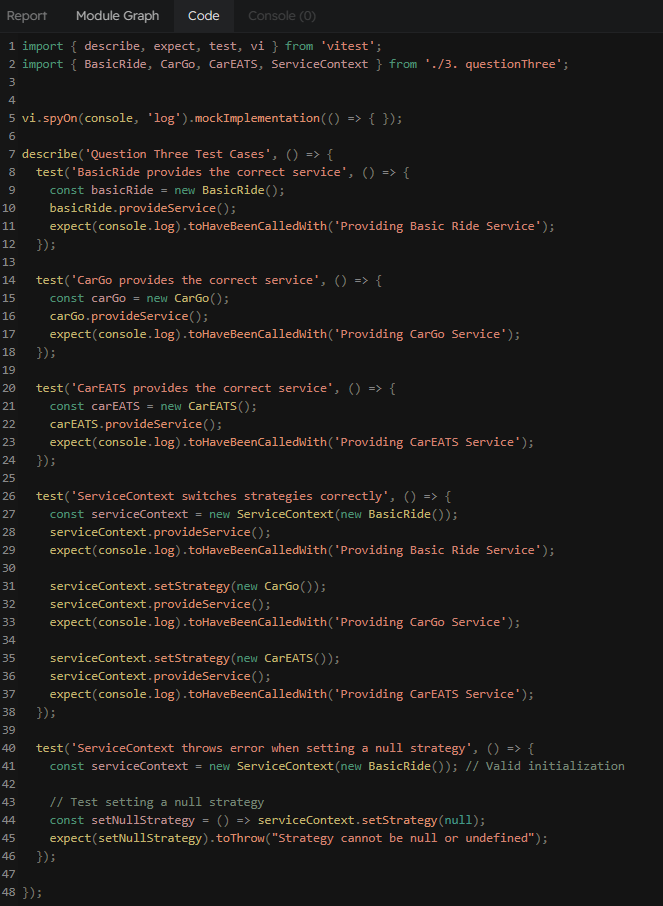 Report Module Graph Code Console (0)
1 import { describe, expect, test, vi } from 'vitest';
2 import { BasicRide, CarGo, CarEATS, ServiceContext } from './3. questionThree';
3
4
5 vi.spyOn(console, 'log').mockImplementation(() => { });
6
7 describe('Question Three Test Cases', () => {
8   test('BasicRide provides the correct service', () => {
9     const basicRide = new BasicRide();
10     basicRide.provideService();
11     expect(console.log).toHaveBeenCalledWith('Providing Basic Ride Service');
12   });
13
14   test('CarGo provides the correct service', () => {
15     const carGo = new CarGo();
16     carGo.provideService();
17     expect(console.log).toHaveBeenCalledWith('Providing CarGo Service');
18   });
19
20   test('CarEATS provides the correct service', () => {
21     const carEATS = new CarEATS();
22     carEATS.provideService();
23     expect(console.log).toHaveBeenCalledWith('Providing CarEATS Service');
24   });
25
26   test('ServiceContext switches strategies correctly', () => {
27     const serviceContext = new ServiceContext(new BasicRide());
28     serviceContext.provideService();
29     expect(console.log).toHaveBeenCalledWith('Providing Basic Ride Service');
30
31     serviceContext.setStrategy(new CarGo());
32     serviceContext.provideService();
33     expect(console.log).toHaveBeenCalledWith('Providing CarGo Service');
34
35     serviceContext.setStrategy(new CarEATS());
36     serviceContext.provideService();
37     expect(console.log).toHaveBeenCalledWith('Providing CarEATS Service');
38   });
39
40   test('ServiceContext throws error when setting a null strategy', () => {
41     const serviceContext = new ServiceContext(new BasicRide()); // Valid initialization
42
43     // Test setting a null strategy
44     const setNullStrategy = () => serviceContext.setStrategy(null);
45     expect(setNullStrategy).toThrow("Strategy cannot be null or undefined");
46   });
47
48 });